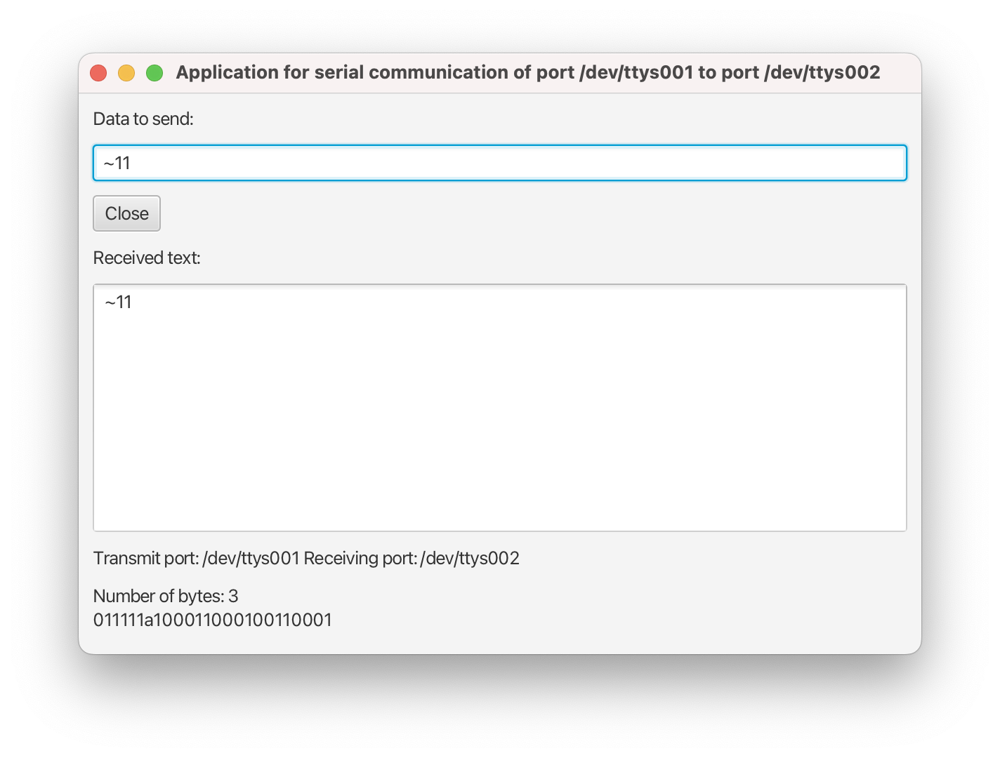 Application for serial communication of port /dev/ttys001 to port /dev/ttys002
Data to send:
~11
Close
Received text:
~11
Transmit port: /dev/ttys001 Receiving port: /dev/ttys002
Number of bytes: 3
011111a100011000100110001